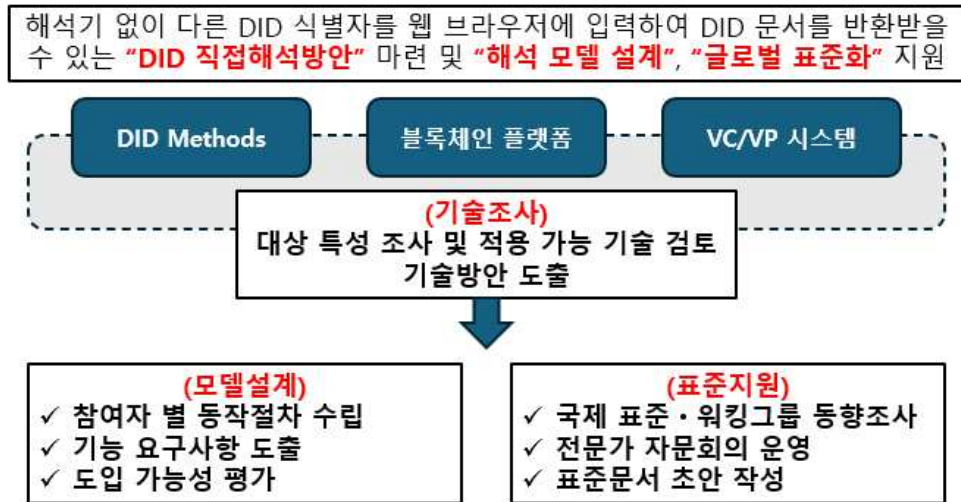 해석기 없이 다른 DID 식별자를 웹 브라우저에 입력하여 DID 문서를 반환받을
수 있는 “DID 직접해석방안” 마련 및 “해석 모델 설계”, “글로벌 표준화” 지원
DID Methods
블록체인 플랫폼
VC/VP 시스템
(기술조사)
대상 특성 조사 및 적용 가능 기술 검토
기술방안 도출
(모델설계)
✓ 참여자 별 동작절차 수립
✓ 기능 요구사항 도출
✓ 도입 가능성 평가
(표준지원)
✓ 국제 표준・워킹그룹 동향조사
✓ 전문가 자문회의 운영
✓ 표준문서 초안 작성